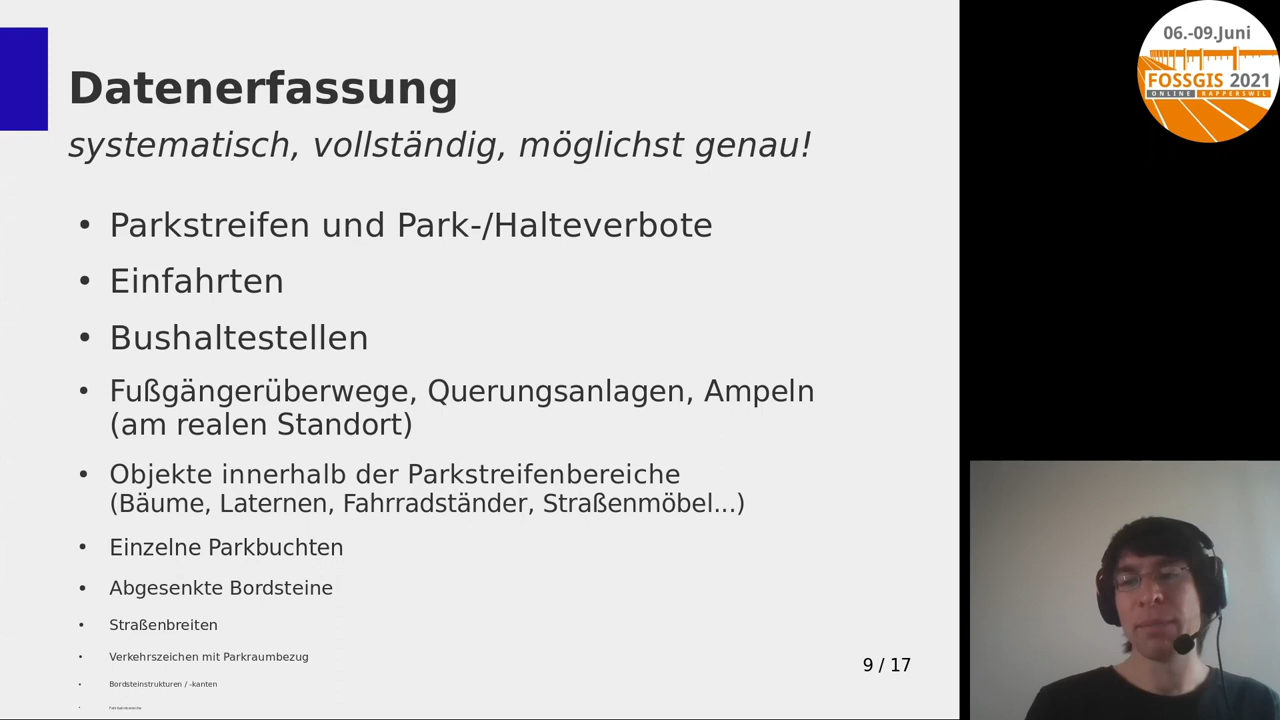 Datenerfassung
systematisch, vollständig, möglichst genau!
• Parkstreifen und Park-/Halteverbote
• Einfahrten
• Bushaltestellen
• Fußgängerüberwege, Querungsanlagen, Ampeln
(am realen Standort)
• Objekte innerhalb der Parkstreifenbereiche
(Bäume, Laternen, Fahrradständer, Straßenmöbel...)
• Einzelne Parkbuchten
• Abgesenkte Bordsteine
• Straßenbreiten
• Verkehrszeichen mit Parkraumbezug
• Bordsteinstrukturen / -kanten
9 / 17
06.-09.Juni
FOSSGIS 2021
ONLINE RAPPERSWIL